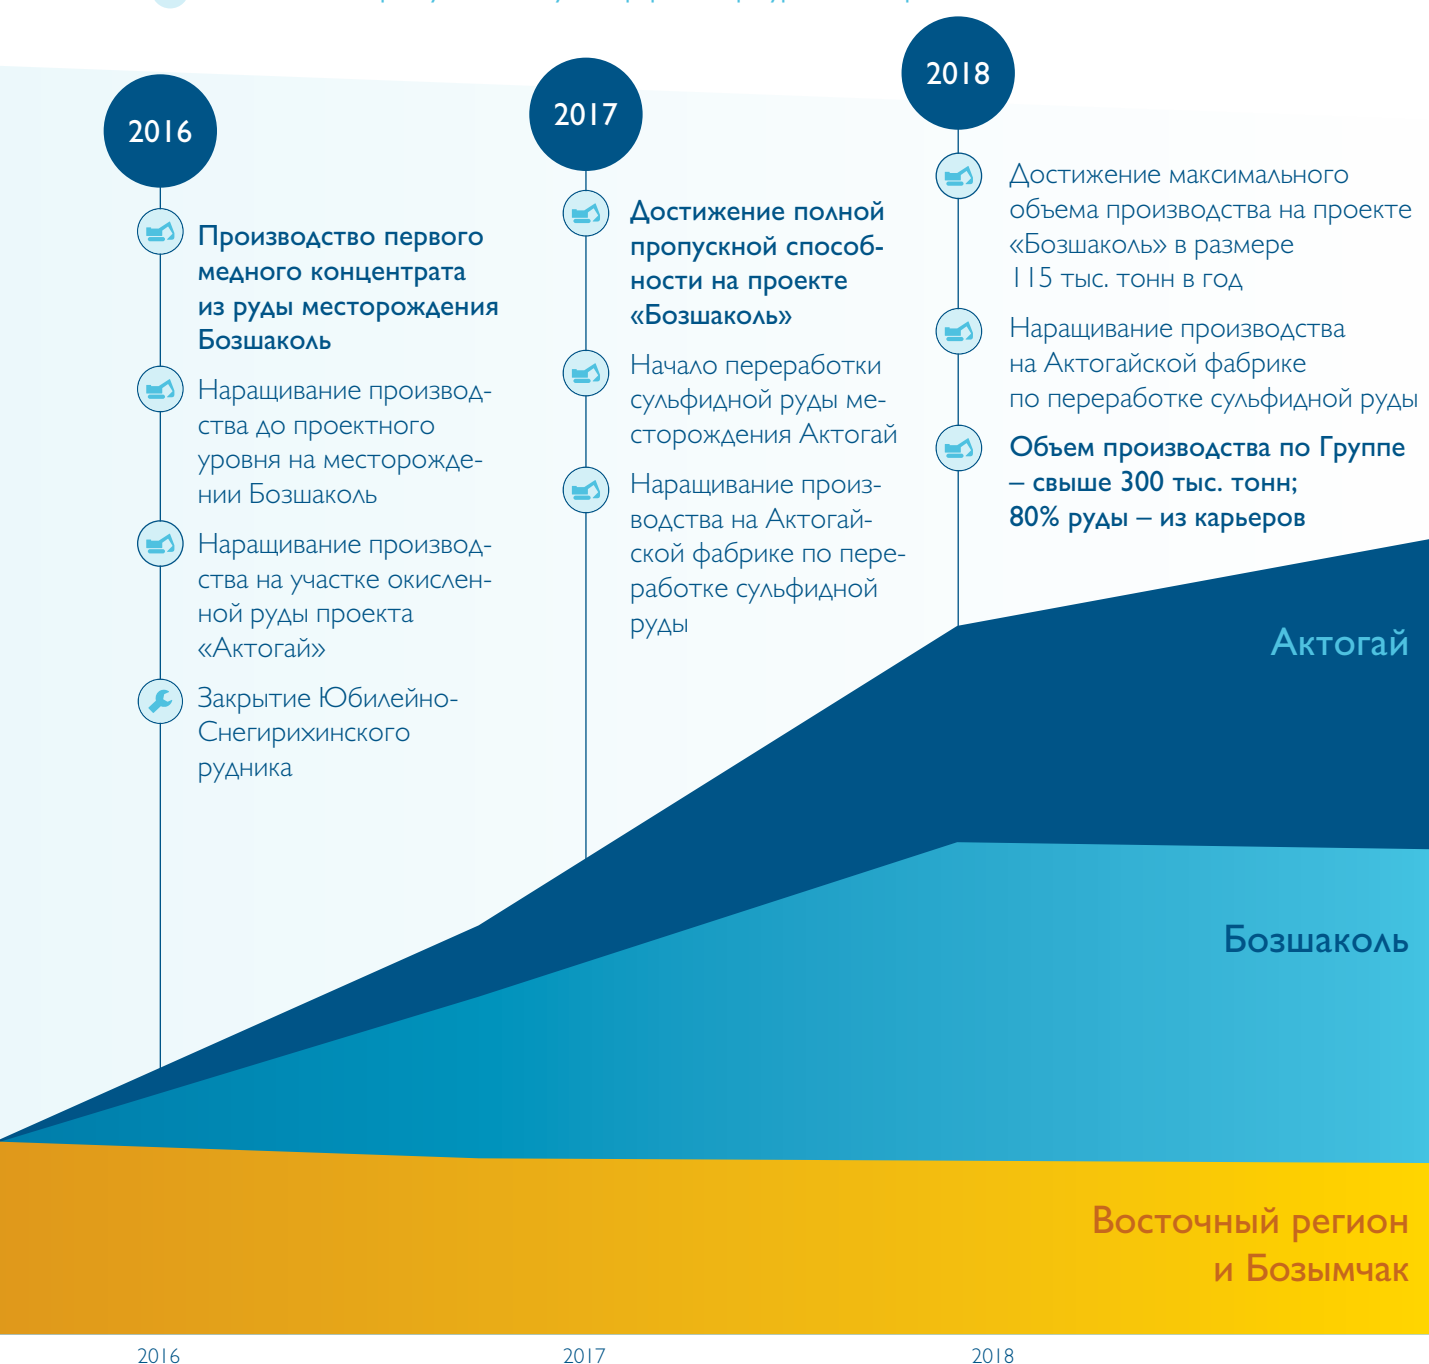 2016
Производство первого
медного концентрата
из руды месторождения
Бозшаколь
Наращивание производ-
ства до проектного
уровня на месторожде-
нии Бозшаколь
Наращивание производ-
ства на участке окислен-
ной руды проекта
«Актогай»
Закрытие Юбилейно-
Снегирихинского
рудника
2017
Достижение полной
пропускной способ-
ности на проекте
«Бозшаколь»
Начало переработки
сульфидной руды ме-
сторождения Актогай
Наращивание произ-
водства на Актогай-
ской фабрике по пере-
работке сульфидной
руды
2018
Достижение максимального
объема производства на проекте
«Бозшаколь» в размере
115 тыс. тонн в год
Наращивание производства
на Актогайской фабрике
по переработке сульфидной руды
Объем производства по Группе
– свыше 300 тыс. тонн;
80% руды – из карьеров
Актогай
Бозшаколь
Восточный регион
и Бозымчак
2016
2017
2018